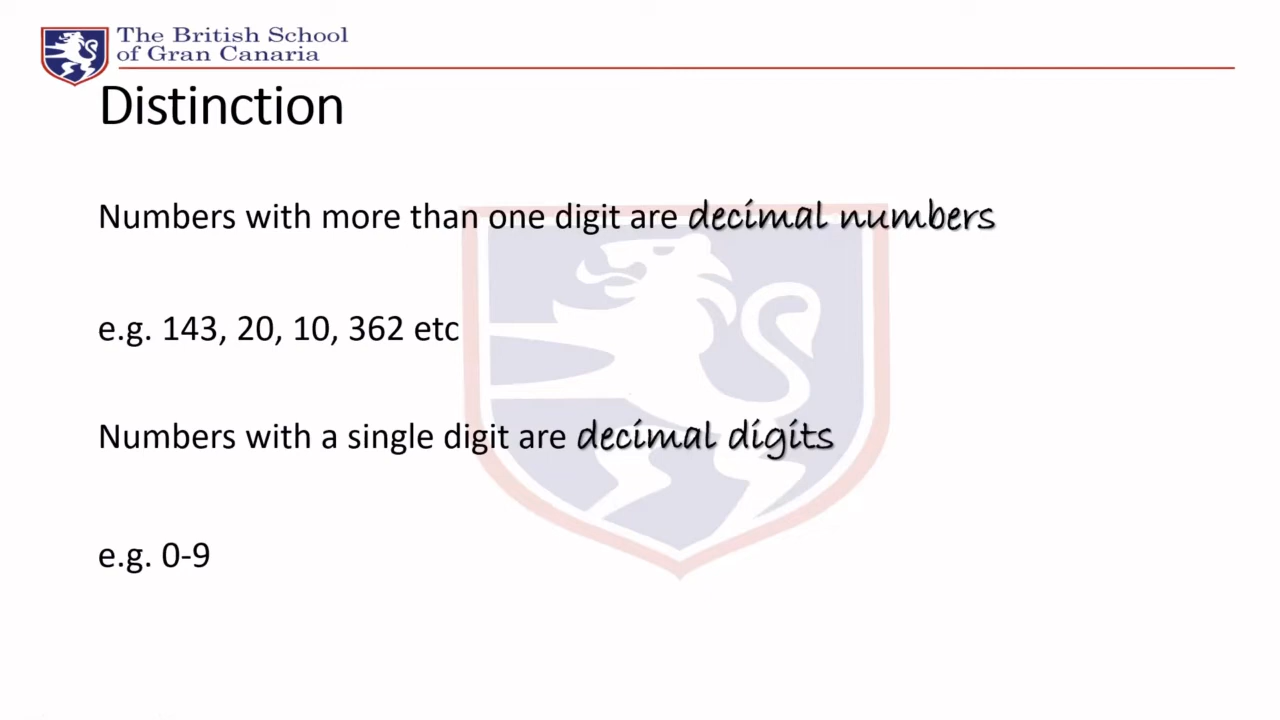 The British School
of Gran Canaria
Distinction
Numbers with more than one digit are decimal numbers
e.g. 143, 20, 10, 362 etc
Numbers with a single digit are decimal digits
e.g. 0-9